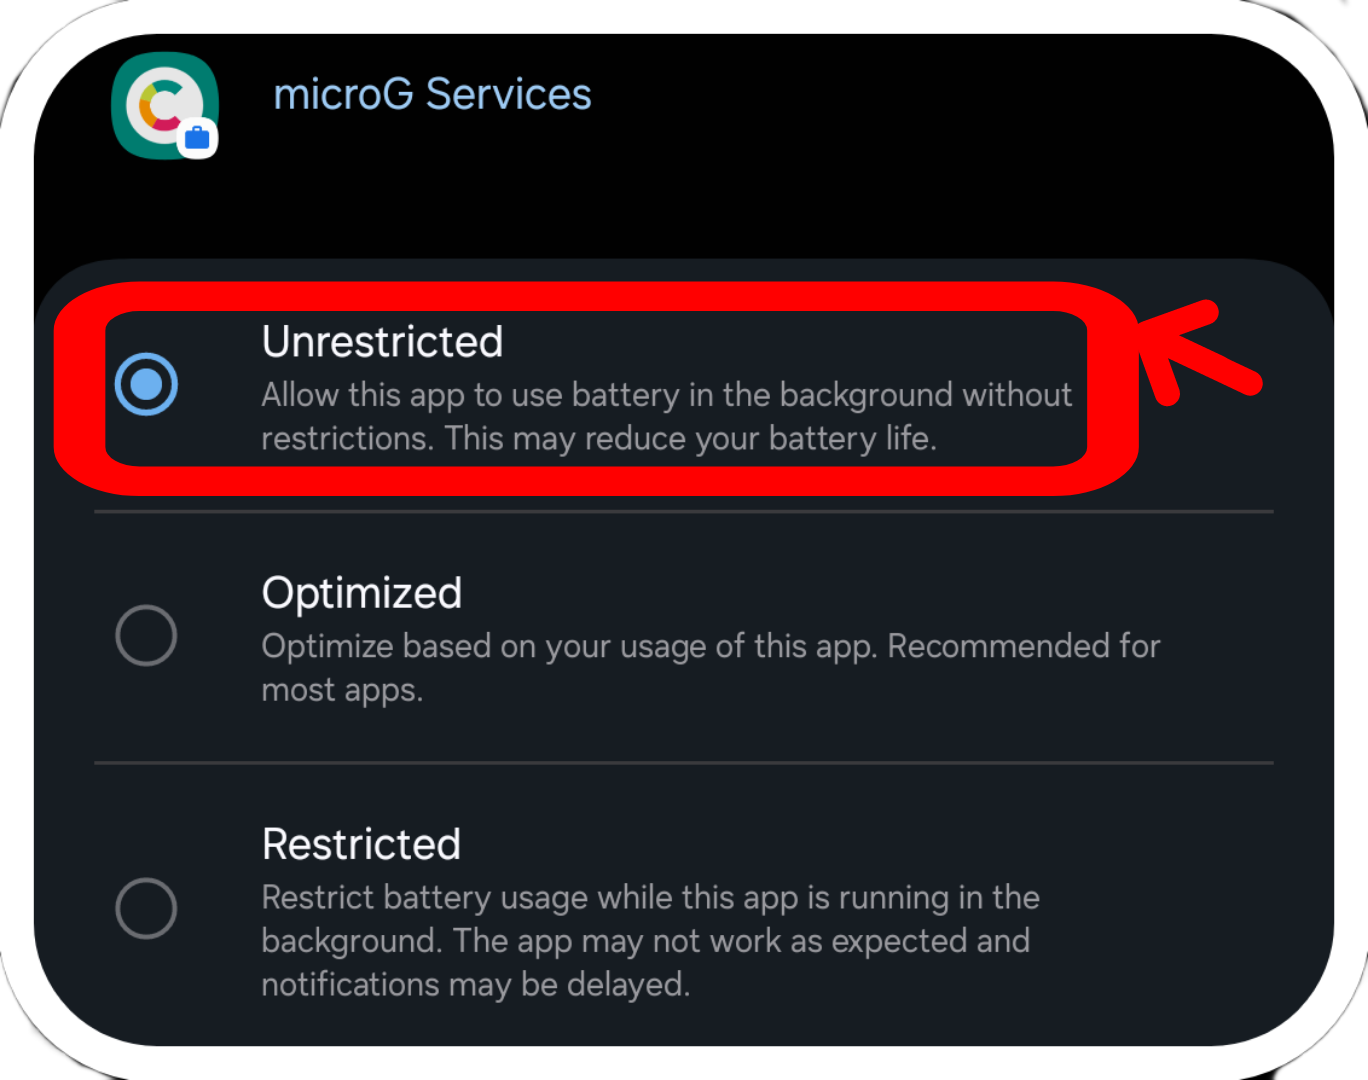 microG Services
Unrestricted
Allow this app to use battery in the background without
restrictions. This may reduce your battery life.
Optimized
Optimize based on your usage of this app. Recommended for
most apps.
Restricted
Restrict battery usage while this app is running in the
background. The app may not work as expected and
notifications may be delayed.